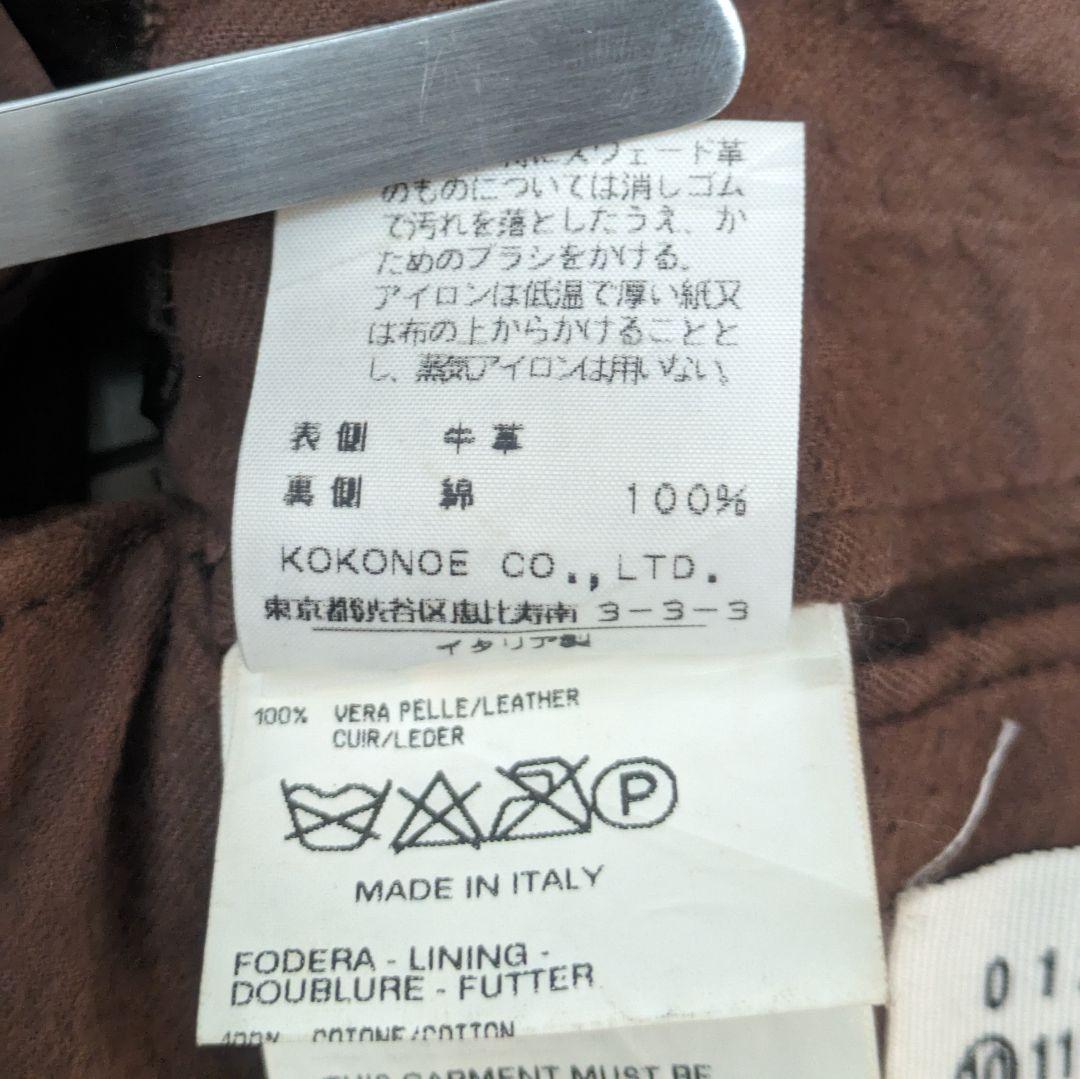 スウェード革
のものについては消しゴム
で汚れを落としたうえ、か
ためのブラシをかける。
アイロンは低温で厚い紙又
は布の上からかけることと
し、蒸気アイロンは用いない。
表側 牛革
裏側 綿 100%
KOKONOE CO., LTD.
東京都渋谷区恵比寿南 3-3-3
イタリア製
100% VERA PELLE/LEATHER
CUIR/LEDER
P
MADE IN ITALY
FODERA - LINING -
DOUBLURE - FUTTER
100% COTONE/COTTON
THIS GARMENT MUST BE